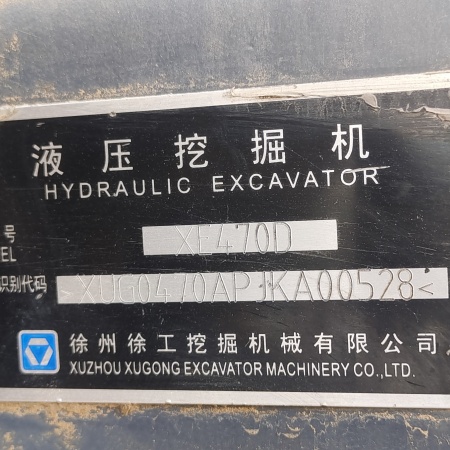 液压挖掘机
HYDRAULIC EXCAVATOR
号 XE470D
EL
识别代码 >XUG0470APJKA00528<
徐州徐工挖掘机械有限公司
XUZHOU XUGONG EXCAVATOR MACHINERY CO.,LTD.